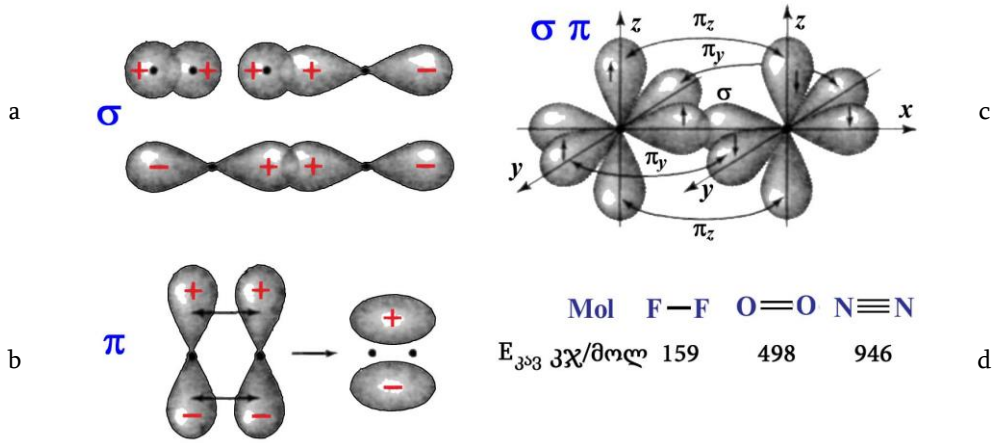 a
σ
+ +
+ + −
− + + −
b
π
+ +
− −
+
−
σ π
z
z
π_z
π_y
σ
x
y
π_y
y
π_z
c
Mol F—F O=O N≡N
E_კავ კჯ/მოლ 159 498 946
d